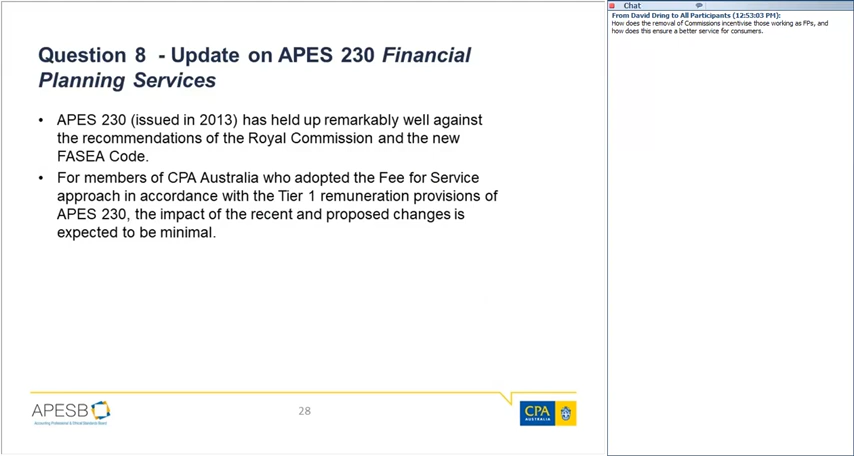 Question 8 - Update on APES 230 Financial
Planning Services
• APES 230 (issued in 2013) has held up remarkably well against
the recommendations of the Royal Commission and the new
FASEA Code.
• For members of CPA Australia who adopted the Fee for Service
approach in accordance with the Tier 1 remuneration provisions of
APES 230, the impact of the recent and proposed changes is
expected to be minimal.
APESB
Accounting Professional & Ethical Standards Board
28
CPA
AUSTRALIA
Chat
From David Dring to All Participants (12:53:03 PM):
How does the removal of Commissions incentivise those working as FPs, and
how does this ensure a better service for consumers.